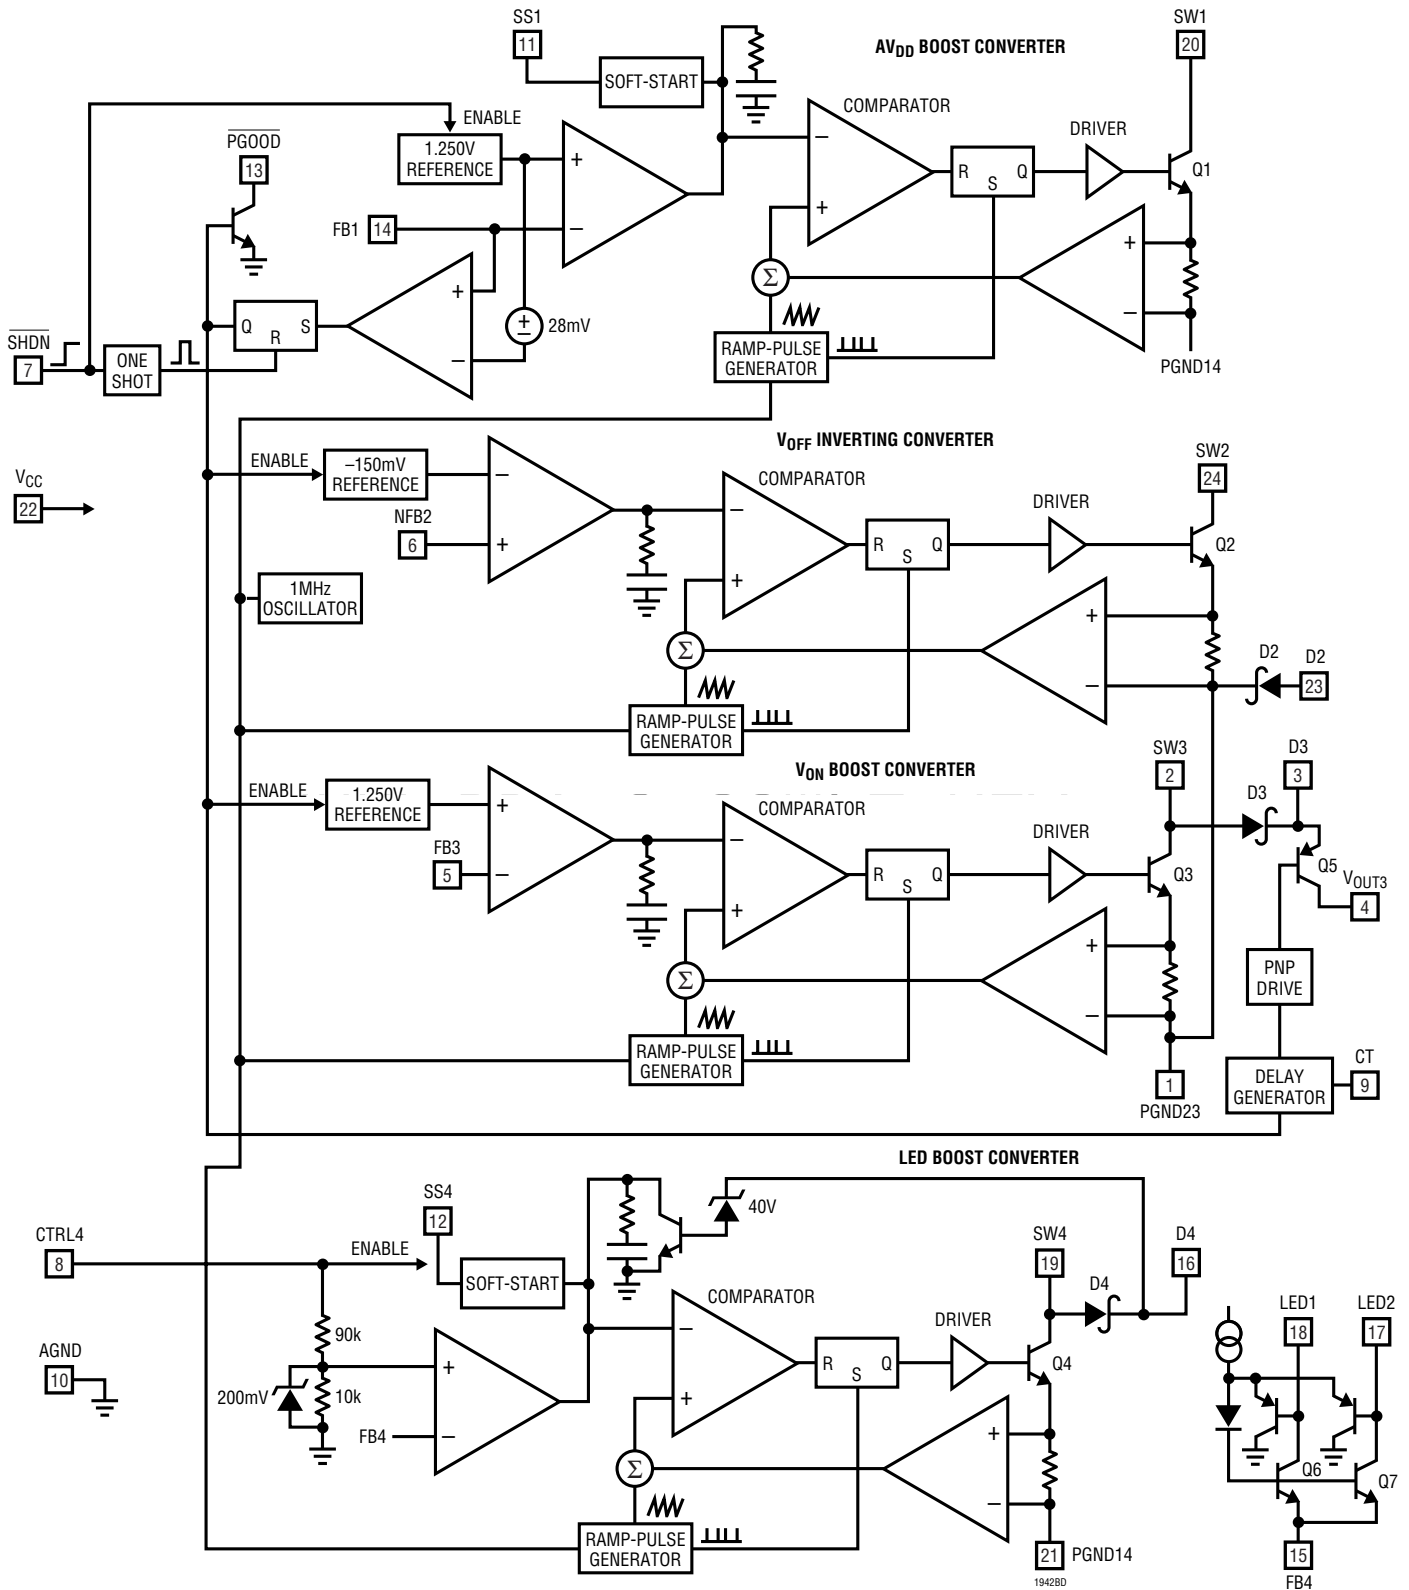 SS1
11
SOFT-START
AVDD BOOST CONVERTER
SW1
20
ENABLE
1.250V
REFERENCE
PGOOD
13
FB1
14
+
–
COMPARATOR
–
+
R
S
Q
DRIVER
Q1
+
–
PGND14
Σ
RAMP-PULSE
GENERATOR
+
–
28mV
+
–
Q
R
S
SHDN
7
ONE
SHOT
VCC
22
VOFF INVERTING CONVERTER
ENABLE
–150mV
REFERENCE
NFB2
6
–
+
COMPARATOR
–
+
R
S
Q
DRIVER
SW2
24
Q2
+
–
D2
D2
23
1MHz
OSCILLATOR
Σ
RAMP-PULSE
GENERATOR
VON BOOST CONVERTER
ENABLE
1.250V
REFERENCE
FB3
5
+
–
COMPARATOR
–
+
R
S
Q
DRIVER
SW3
2
Q3
D3
D3
3
Q5
VOUT3
4
+
–
PNP
DRIVE
Σ
RAMP-PULSE
GENERATOR
1
PGND23
DELAY
GENERATOR
CT
9
LED BOOST CONVERTER
SS4
12
CTRL4
8
ENABLE
SOFT-START
40V
SW4
19
D4
D4
16
COMPARATOR
–
+
R
S
Q
DRIVER
Q4
90k
200mV
10k
+
–
FB4
AGND
10
+
–
Σ
RAMP-PULSE
GENERATOR
21
PGND14
LED1
18
LED2
17
Q6
Q7
15
FB4
1942BD